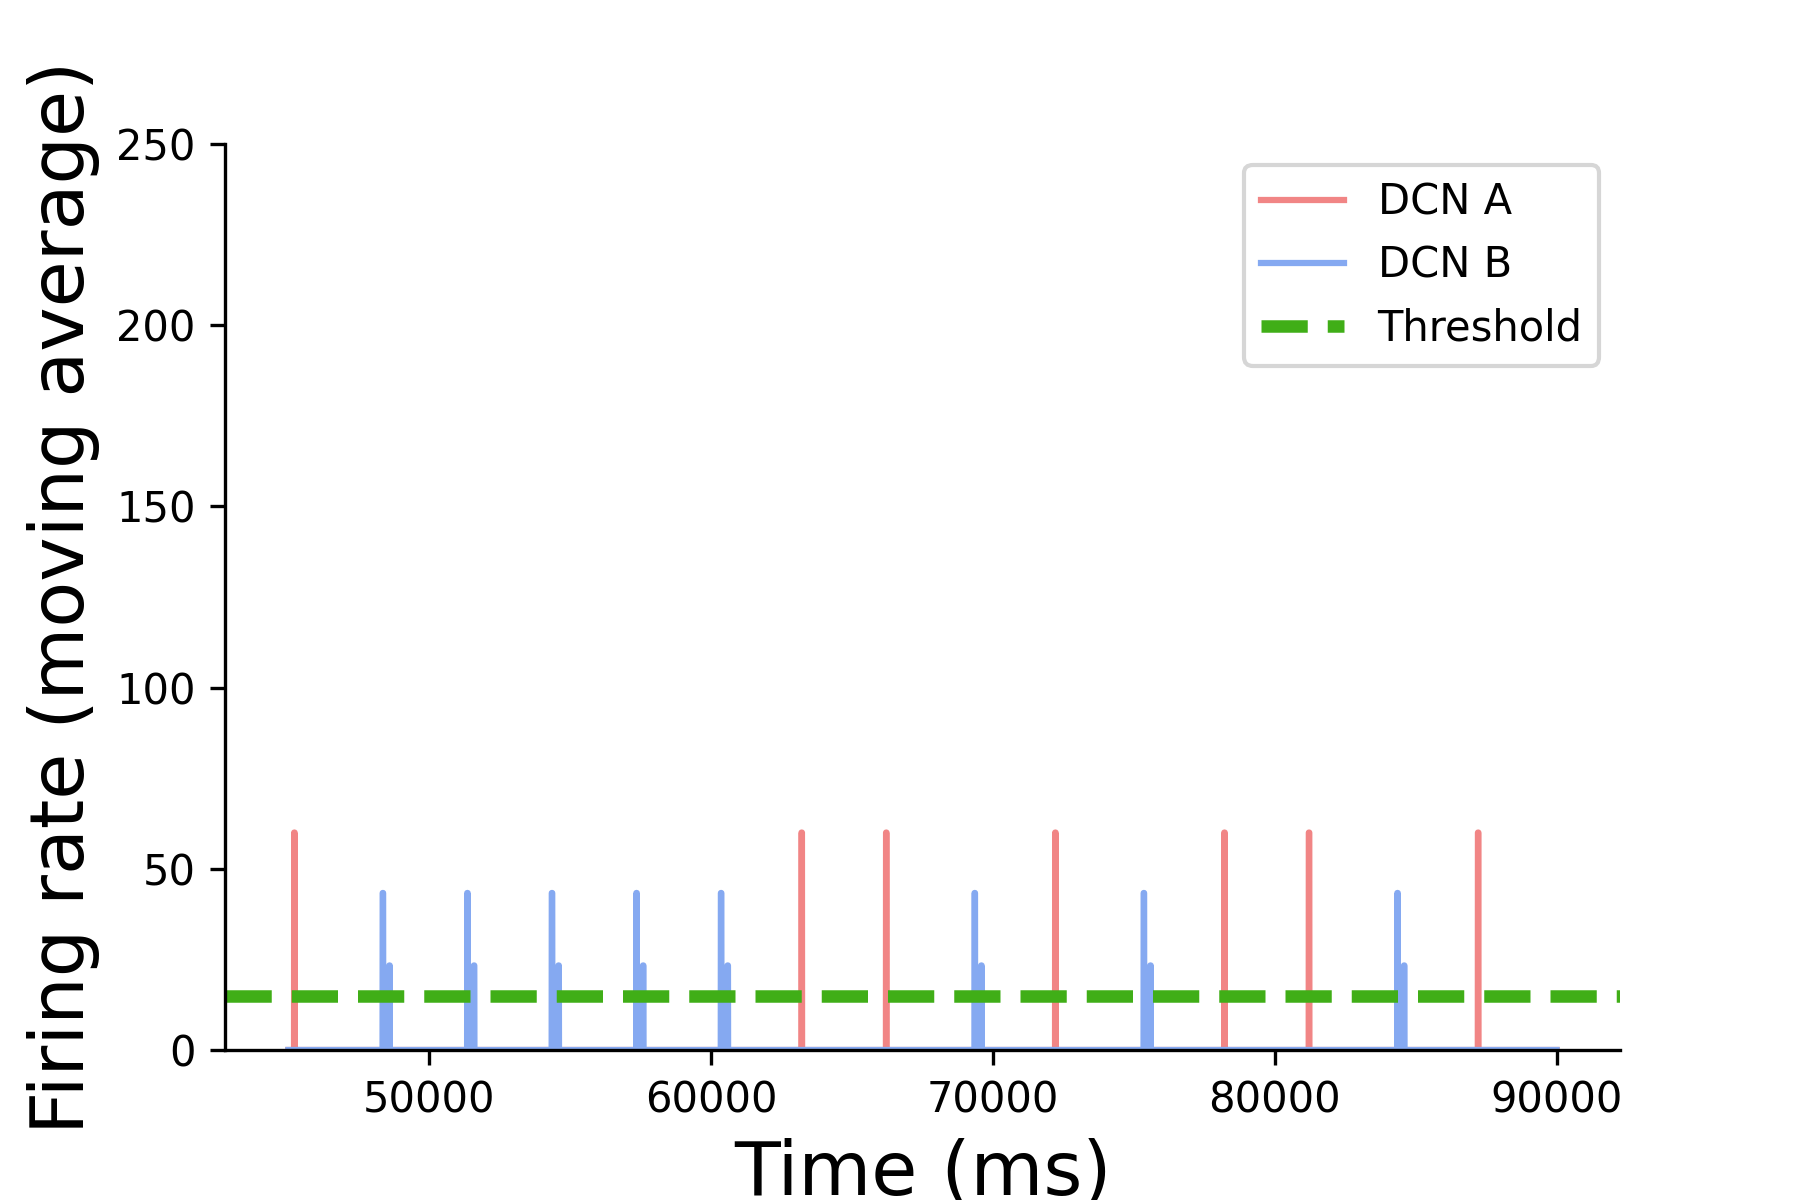 Firing rate (moving average)
250
200
150
100
50
0
DCN A
DCN B
Threshold
50000 60000 70000 80000 90000
Time (ms)